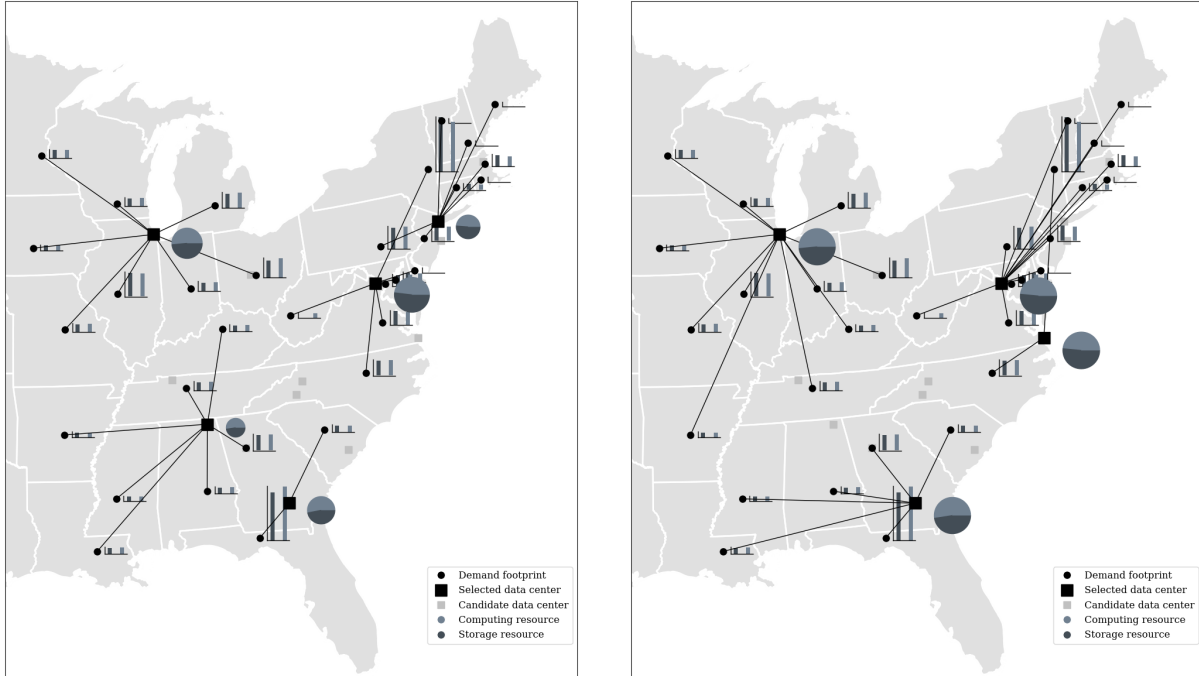 Demand footprint
Selected data center
Candidate data center
Computing resource
Storage resource
Demand footprint
Selected data center
Candidate data center
Computing resource
Storage resource